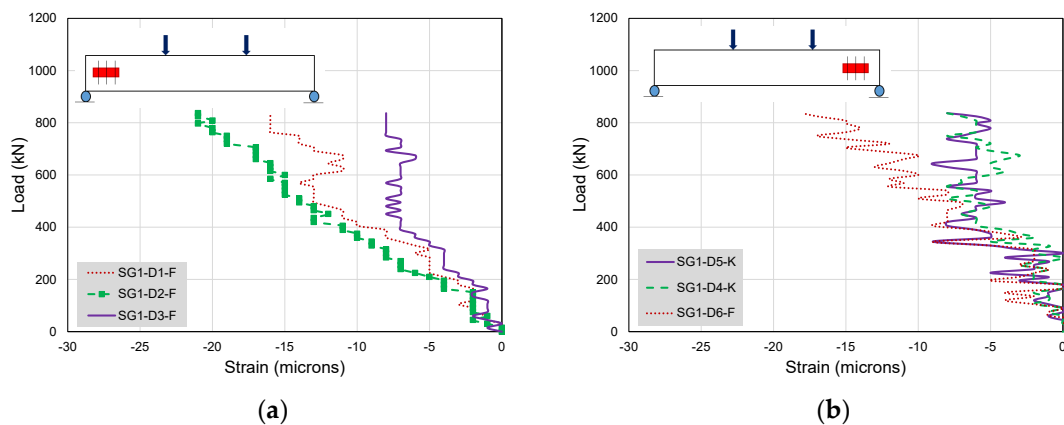 1200
1000
800
600
400
200
0
Load (kN)
SG1-D1-F
SG1-D2-F
SG1-D3-F
-30 -25 -20 -15 -10 -5 0
Strain (microns)
(a)
1200
1000
800
600
400
200
0
Load (kN)
SG1-D5-K
SG1-D4-K
SG1-D6-F
-30 -25 -20 -15 -10 -5 0
Strain (microns)
(b)